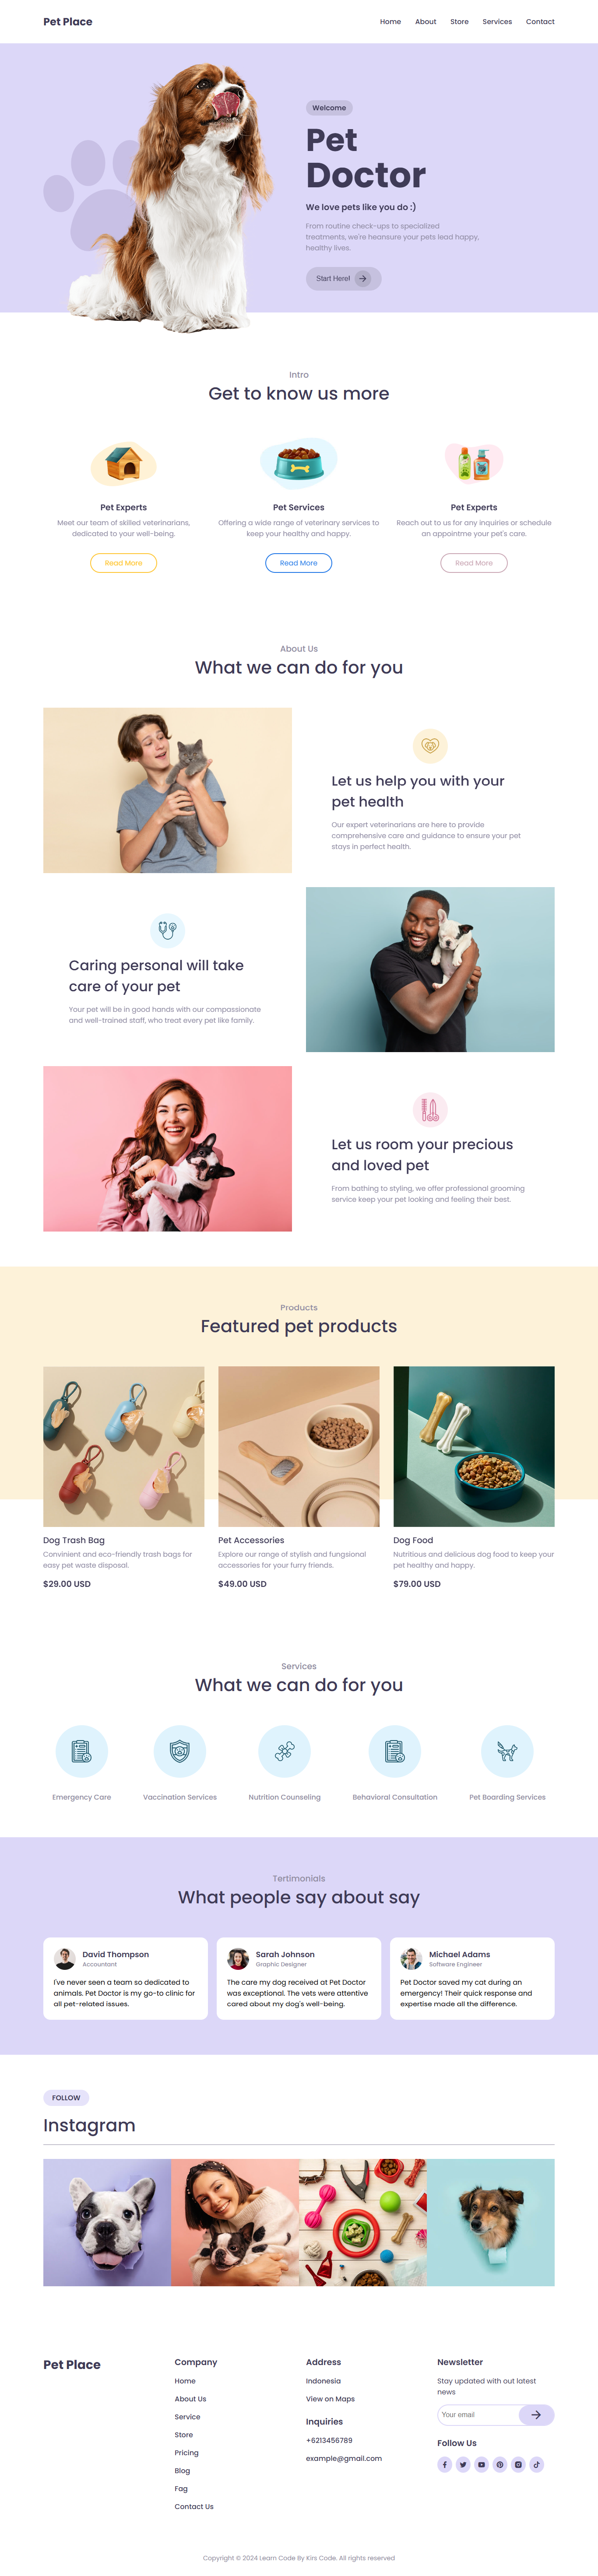 Pet Place
Home About Store Services Contact
Welcome
Pet
Doctor
We love pets like you do :)
From routine check-ups to specialized
treatments, we're heansure your pets lead happy,
healthy lives.
Start Here!
Intro
Get to know us more
Pet Experts
Meet our team of skilled veterinarians,
dedicated to your well-being.
Read More
Pet Services
Offering a wide range of veterinary services to
keep your healthy and happy.
Read More
Pet Experts
Reach out to us for any inquiries or schedule
an appointme your pet's care.
Read More
About Us
What we can do for you
Let us help you with your
pet health
Our expert veterinarians are here to provide
comprehensive care and guidance to ensure your pet
stays in perfect health.
Caring personal will take
care of your pet
Your pet will be in good hands with our compassionate
and well-trained staff, who treat every pet like family.
Let us room your precious
and loved pet
From bathing to styling, we offer professional grooming
service keep your pet looking and feeling their best.
Products
Featured pet products
Dog Trash Bag
Convinient and eco-friendly trash bags for
easy pet waste disposal.
$29.00 USD
Pet Accessories
Explore our range of stylish and fungsional
accessories for your furry friends.
$49.00 USD
Dog Food
Nutritious and delicious dog food to keep your
pet healthy and happy.
$79.00 USD
Services
What we can do for you
Emergency Care
Vaccination Services
Nutrition Counseling
Behavioral Consultation
Pet Boarding Services
Tertimonials
What people say about say
David Thompson
Accountant
I've never seen a team so dedicated to
animals. Pet Doctor is my go-to clinic for
all pet-related issues.
Sarah Johnson
Graphic Designer
The care my dog received at Pet Doctor
was exceptional. The vets were attentive
cared about my dog's well-being.
Michael Adams
Software Engineer
Pet Doctor saved my cat during an
emergency! Their quick response and
expertise made all the difference.
FOLLOW
Instagram
Pet Place
Company
Home
About Us
Service
Store
Pricing
Blog
Faq
Contact Us
Address
Indonesia
View on Maps
Inquiries
+6213456789
example@gmail.com
Newsletter
Stay updated with out latest
news
Your email
Follow Us
Copyright © 2024 Learn Code By Kirs Code. All rights reserved